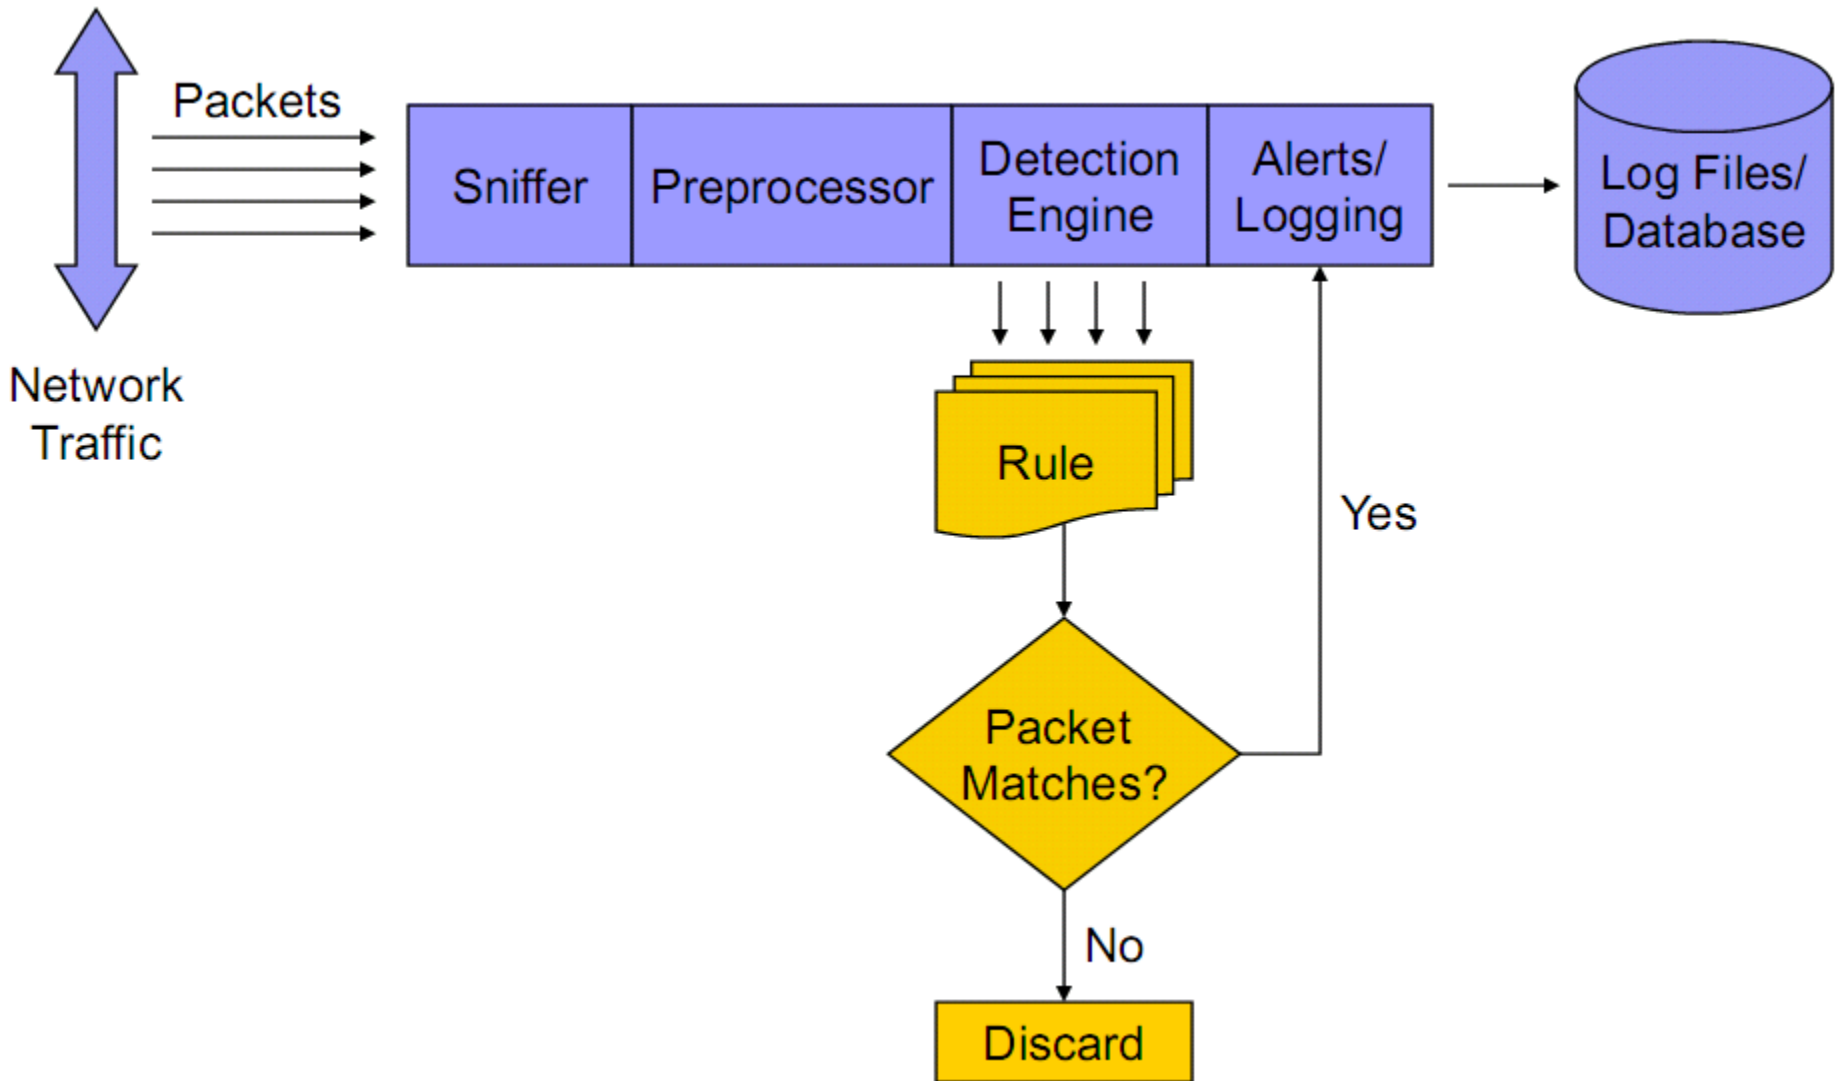 Packets
Network
Traffic
Sniffer
Preprocessor
Detection
Engine
Alerts/
Logging
Log Files/
Database
Rule
Yes
Packet
Matches?
No
Discard